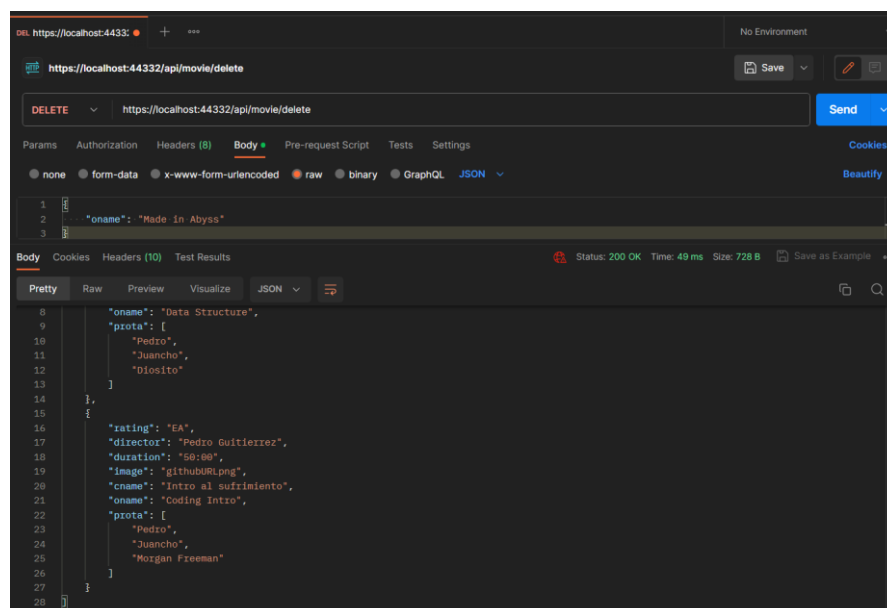 DEL https://localhost:4433:
No Environment
HTTP https://localhost:44332/api/movie/delete
Save
DELETE https://localhost:44332/api/movie/delete
Send
Params Authorization Headers (8) Body Pre-request Script Tests Settings
Cookies
none form-data x-www-form-urlencoded raw binary GraphQL JSON
Beautify
1 {
2 "oname": "Made in Abyss"
3 }
Body Cookies Headers (10) Test Results
Status: 200 OK Time: 49 ms Size: 728 B Save as Example
Pretty Raw Preview Visualize JSON
8 "oname": "Data Structure",
9 "prota": [
10 "Pedro",
11 "Juancho",
12 "Diosito"
13 ]
14 },
15 {
16 "rating": "EA",
17 "director": "Pedro Guitierrez",
18 "duration": "50:00",
19 "image": "githubURLpng",
20 "cname": "Intro al sufrimiento",
21 "oname": "Coding Intro",
22 "prota": [
23 "Pedro",
24 "Juancho",
25 "Morgan Freeman"
26 ]
27 }
28 ]